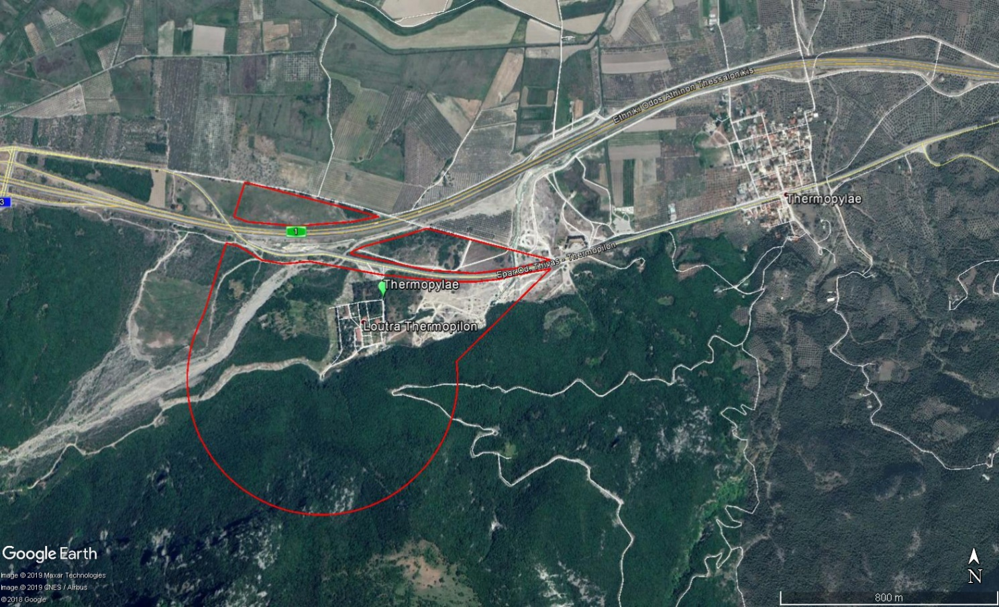 Ethniki Odos Athinon Thessalonikis
Thermopylae
3
1
Epar.Od. Thivas - Thermopilon
Thermopylae
Loutra Thermopilon
Google Earth
Image © 2019 Maxar Technologies
Image © 2019 CNES / Airbus
© 2018 Google
N
800 m